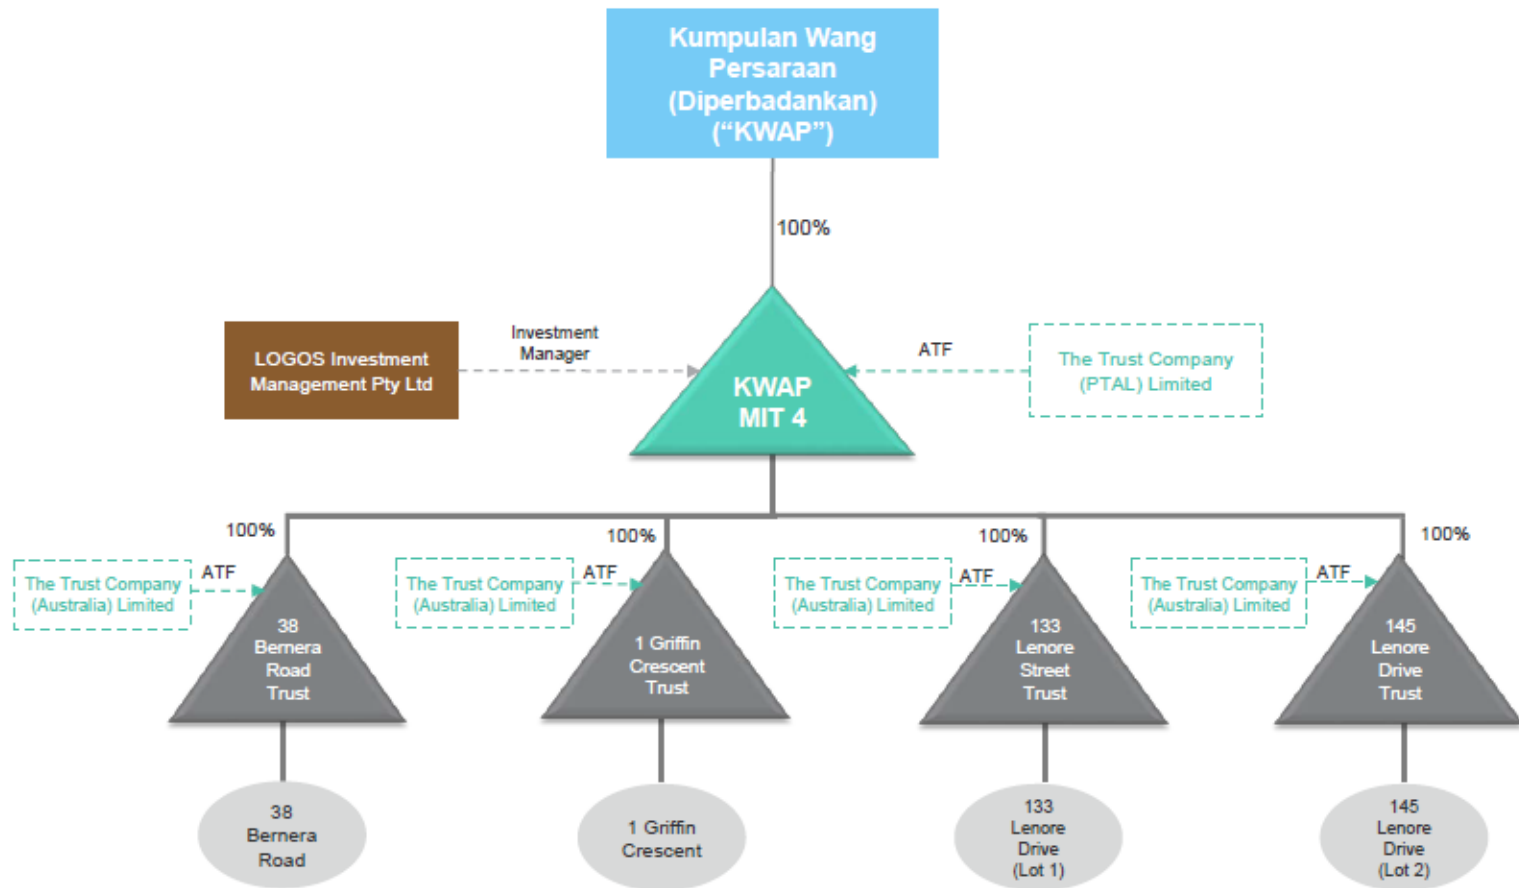 Kumpulan Wang
Persaraan
(Diperbadankan)
(“KWAP”)
100%
LOGOS Investment
Management Pty Ltd
Investment
Manager
KWAP
MIT 4
ATF
The Trust Company
(PTAL) Limited
100%
100%
100%
100%
The Trust Company
(Australia) Limited
ATF
38
Bernera
Road
Trust
The Trust Company
(Australia) Limited
ATF
1 Griffin
Crescent
Trust
The Trust Company
(Australia) Limited
ATF
133
Lenore
Street
Trust
The Trust Company
(Australia) Limited
ATF
145
Lenore
Drive
Trust
38
Bernera
Road
1 Griffin
Crescent
133
Lenore
Drive
(Lot 1)
145
Lenore
Drive
(Lot 2)